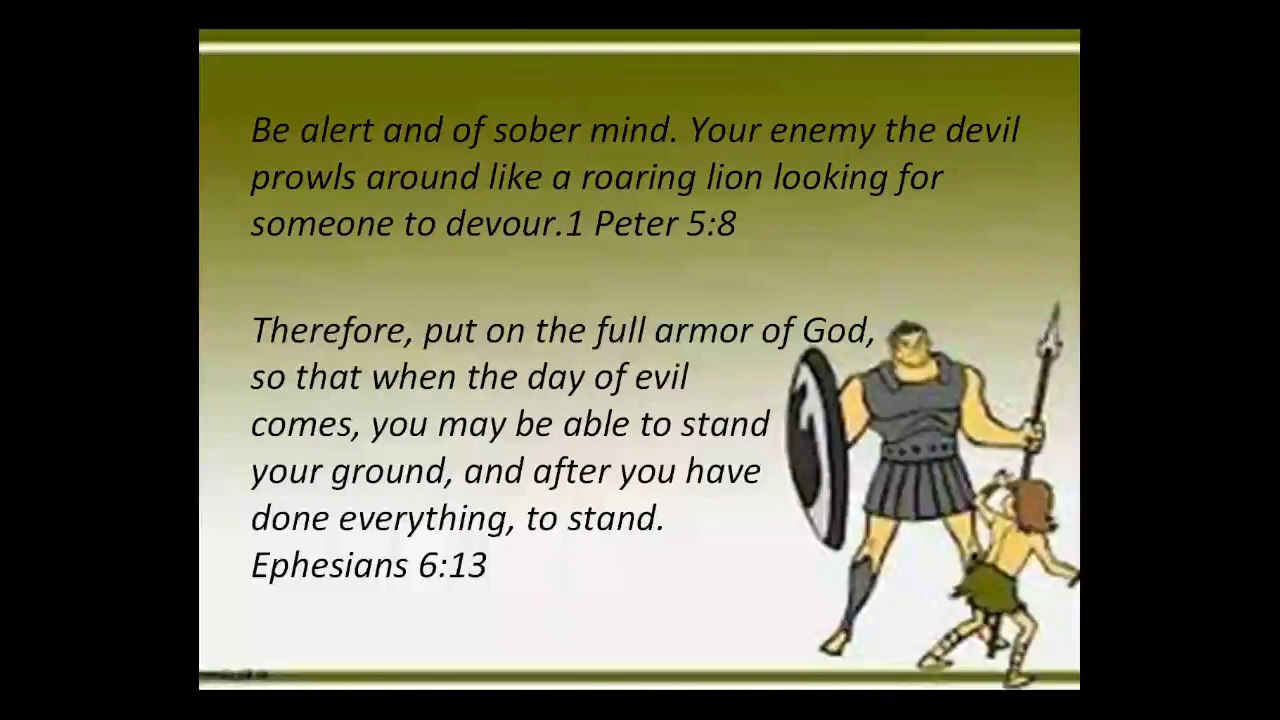 Be alert and of sober mind. Your enemy the devil
prowls around like a roaring lion looking for
someone to devour.1 Peter 5:8
Therefore, put on the full armor of God,
so that when the day of evil
comes, you may be able to stand
your ground, and after you have
done everything, to stand.
Ephesians 6:13